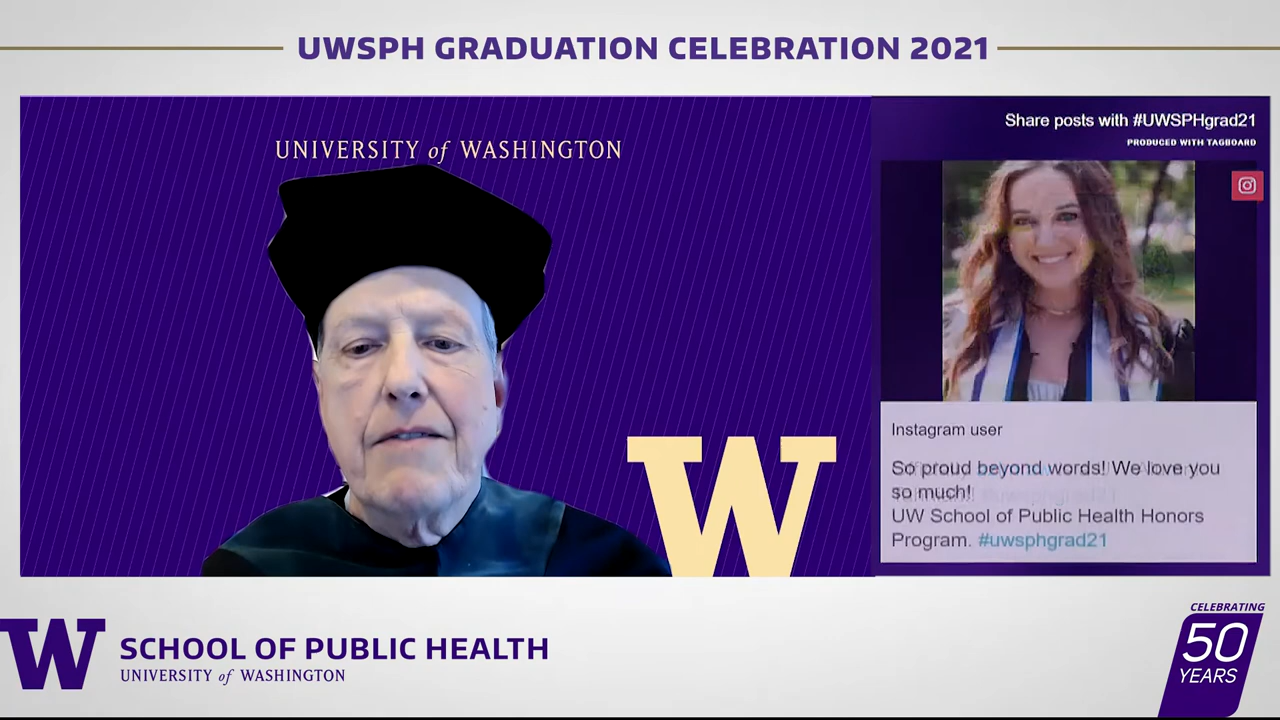 UWSPH GRADUATION CELEBRATION 2021
UNIVERSITY of WASHINGTON
W
Share posts with #UWSPHgrad21
PRODUCED WITH TAGBOARD
Instagram user
So proud beyond words! We love you
so much!
UW School of Public Health Honors
Program. #uwsphgrad21
W SCHOOL OF PUBLIC HEALTH
UNIVERSITY of WASHINGTON
CELEBRATING
50
YEARS